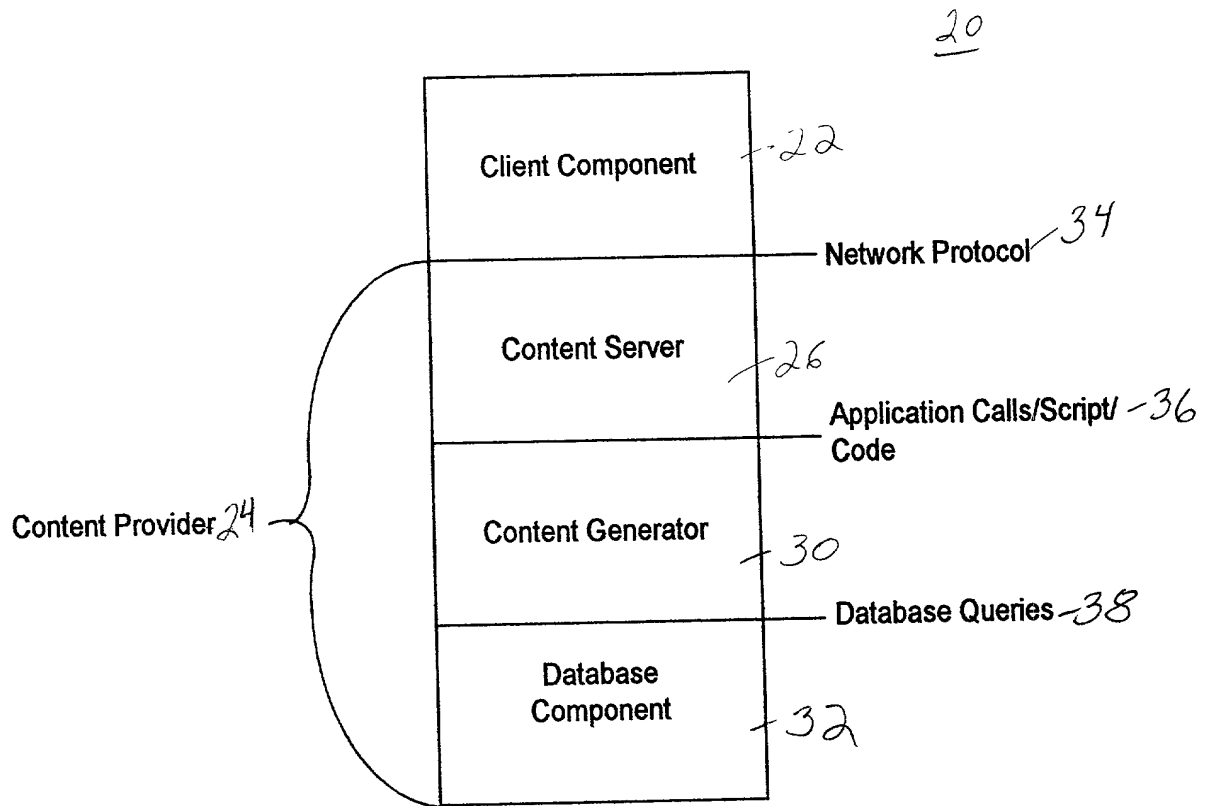 20
Client Component
22
Network Protocol 34
Content Server
26
Application Calls/Script/ 36
Code
Content Provider 24
Content Generator
30
Database Queries 38
Database
Component
32